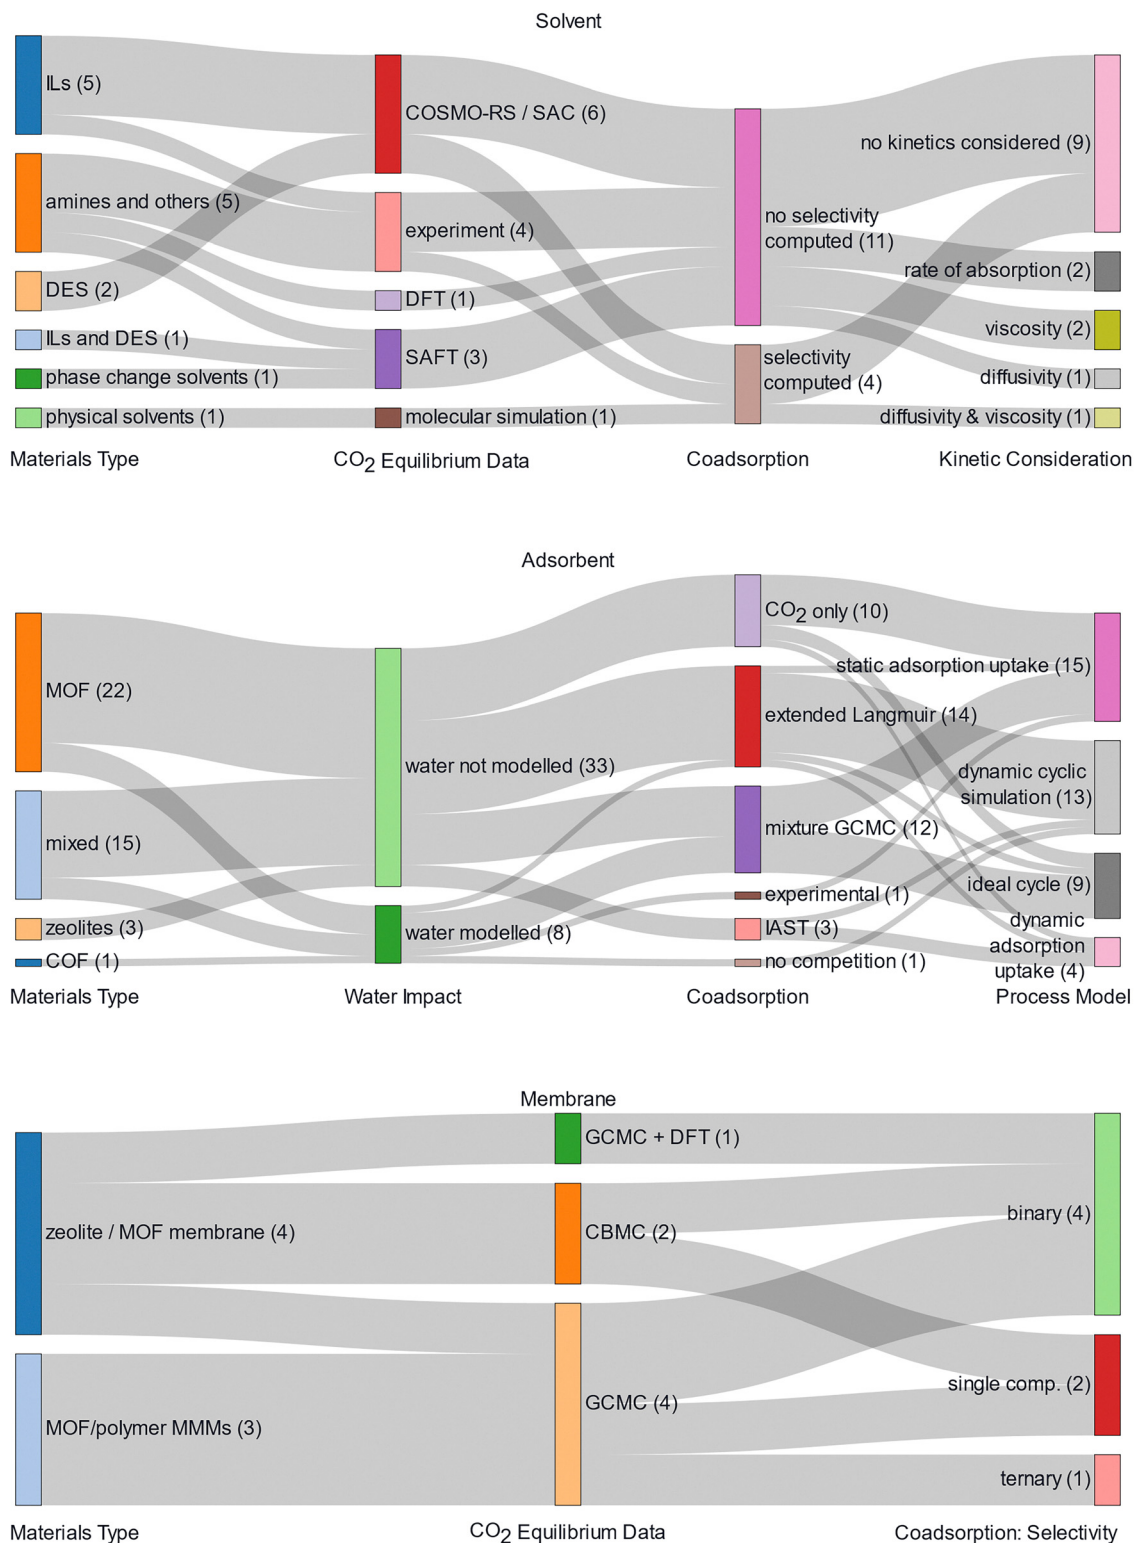 Solvent
ILs (5)
amines and others (5)
DES (2)
ILs and DES (1)
phase change solvents (1)
physical solvents (1)
COSMO-RS / SAC (6)
experiment (4)
DFT (1)
SAFT (3)
molecular simulation (1)
no selectivity
computed (11)
selectivity
computed (4)
no kinetics considered (9)
rate of absorption (2)
viscosity (2)
diffusivity (1)
diffusivity & viscosity (1)
Materials Type
CO2 Equilibrium Data
Coadsorption
Kinetic Consideration
Adsorbent
MOF (22)
mixed (15)
zeolites (3)
COF (1)
water not modelled (33)
water modelled (8)
CO2 only (10)
extended Langmuir (14)
mixture GCMC (12)
experimental (1)
IAST (3)
no competition (1)
static adsorption uptake (15)
dynamic cyclic
simulation (13)
ideal cycle (9)
dynamic
adsorption
uptake (4)
Materials Type
Water Impact
Coadsorption
Process Model
Membrane
zeolite / MOF membrane (4)
MOF/polymer MMMs (3)
GCMC + DFT (1)
CBMC (2)
GCMC (4)
binary (4)
single comp. (2)
ternary (1)
Materials Type
CO2 Equilibrium Data
Coadsorption: Selectivity